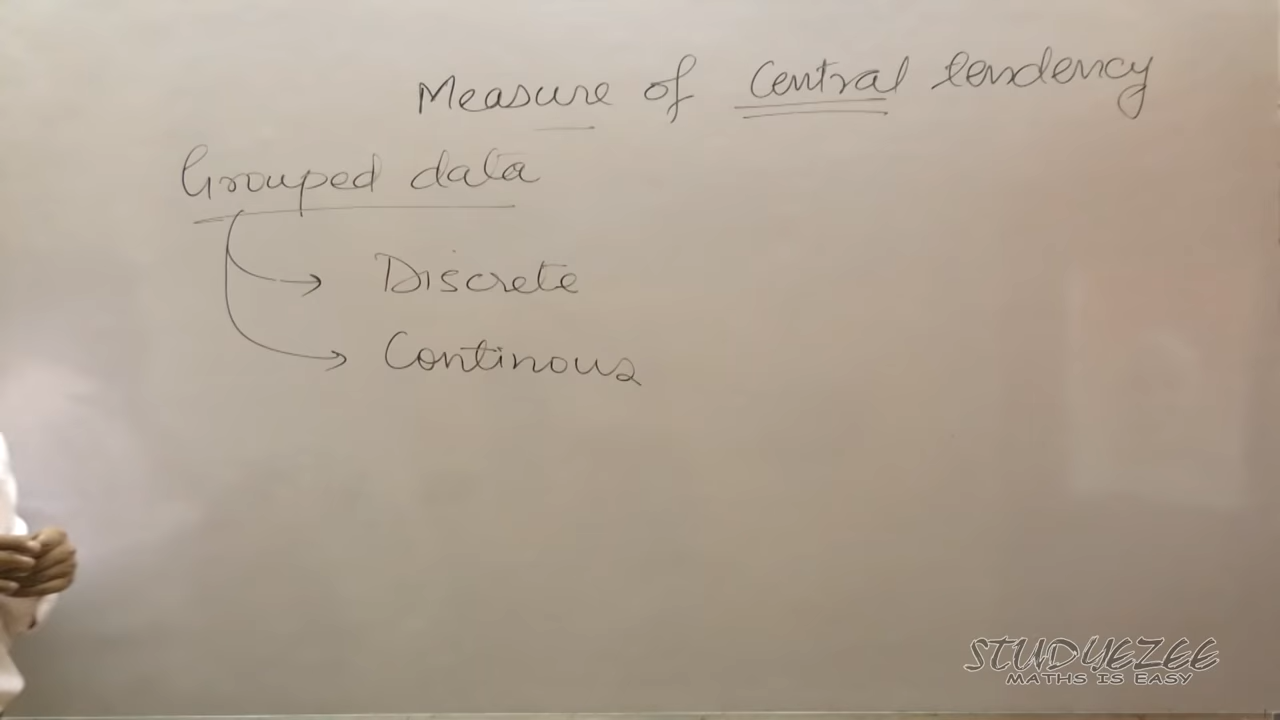 Measure of Central tendency
Grouped data
Discrete
Continous
STUDYEZEE
MATHS IS EASY